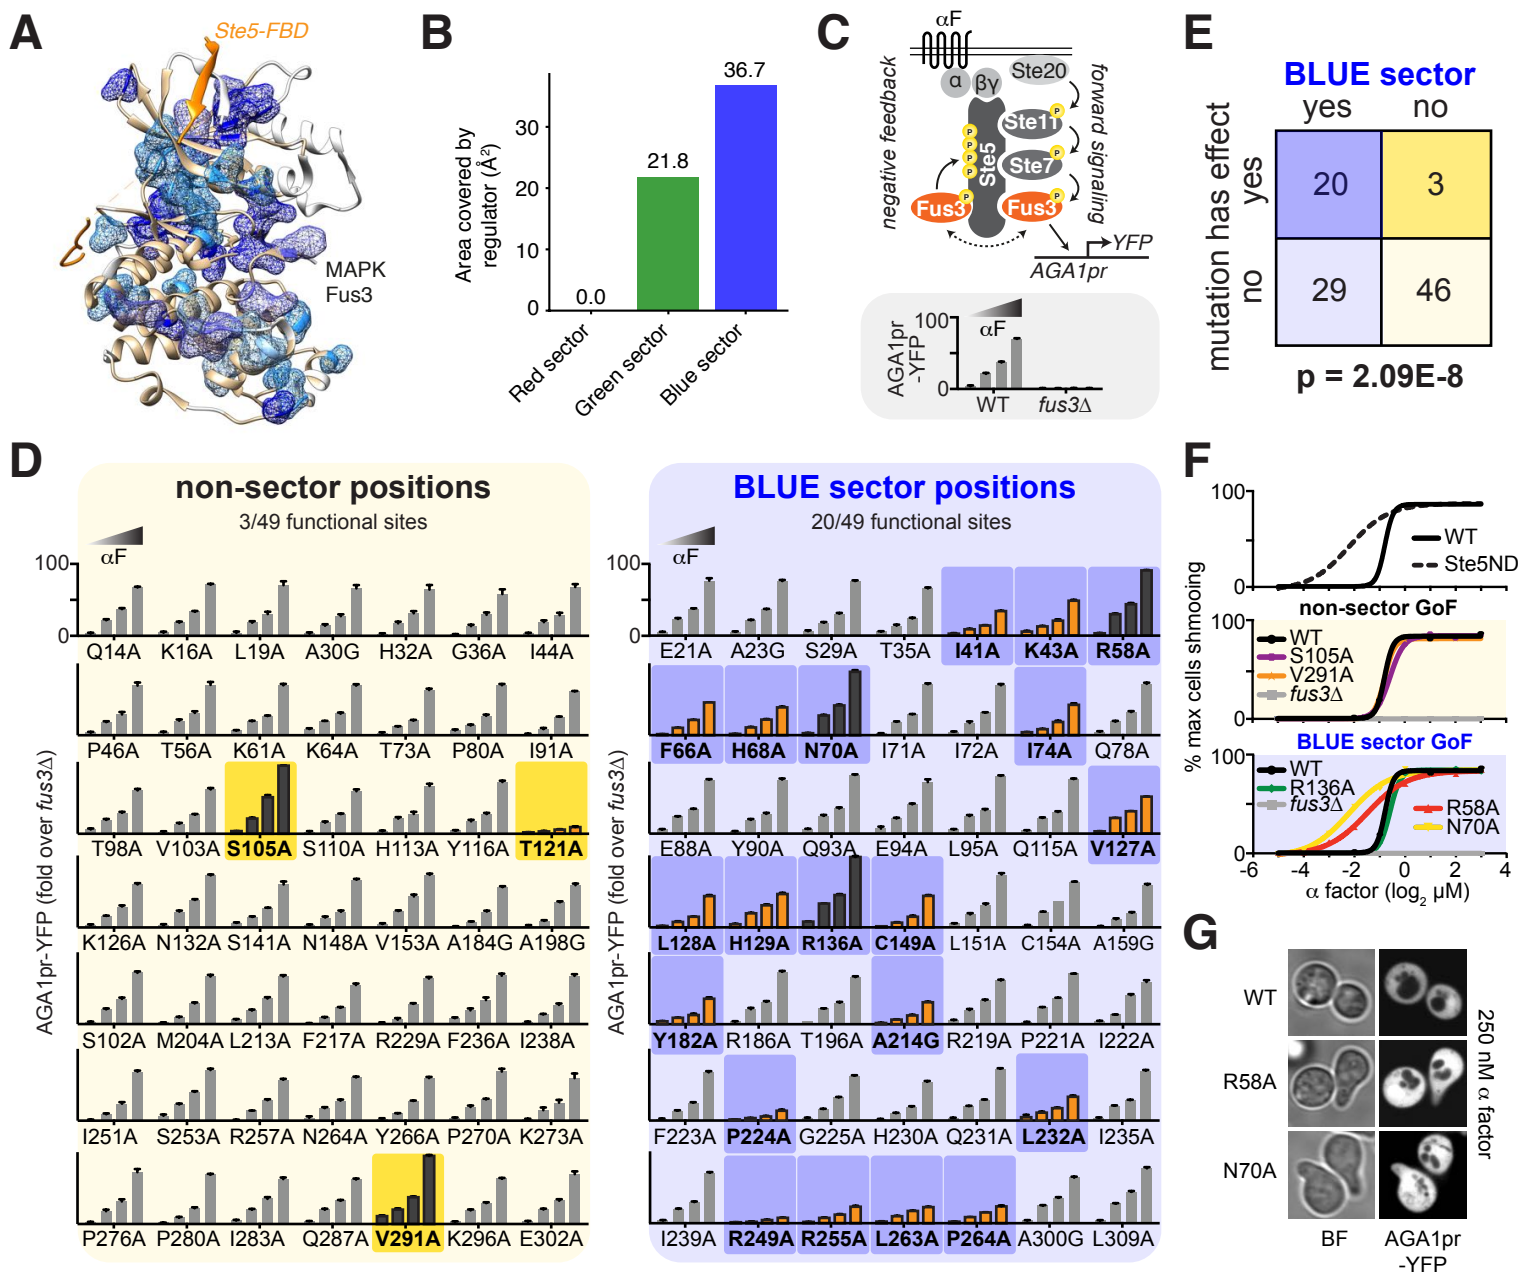 A
Ste5-FBD
MAPK
Fus3
B
Area covered by
regulator (Å²)
30
20
10
0
0.0
21.8
36.7
Red sector
Green sector
Blue sector
C
αF
α
βγ
Ste20
Ste11
Ste7
Ste5
Fus3
Fus3
P
P
P
P
P
P
P
P
negative feedback
forward signaling
YFP
AGA1pr
100
0
AGA1pr
-YFP
αF
WT
fus3Δ
E
BLUE sector
yes no
mutation has effect
yes
no
20 3
29 46
p = 2.09E-8
D
non-sector positions
3/49 functional sites
αF
100
0
AGA1pr-YFP (fold over fus3Δ)
Q14A K16A L19A A30G H32A G36A I44A
P46A T56A K61A K64A T73A P80A I91A
T98A V103A S105A S110A H113A Y116A T121A
K126A N132A S141A N148A V153A A184G A198G
S102A M204A L213A F217A R229A F236A I238A
I251A S253A R257A N264A Y266A P270A K273A
P276A P280A I283A Q287A V291A K296A E302A
BLUE sector positions
20/49 functional sites
αF
100
0
AGA1pr-YFP (fold over fus3Δ)
E21A A23G S29A T35A I41A K43A R58A
F66A H68A N70A I71A I72A I74A Q78A
E88A Y90A Q93A E94A L95A Q115A V127A
L128A H129A R136A C149A L151A C154A A159G
Y182A R186A T196A A214G R219A P221A I222A
F223A P224A G225A H230A Q231A L232A I235A
I239A R249A R255A L263A P264A A300G L309A
F
% max cells shmooing
100
0
WT
Ste5ND
non-sector GoF
100
0
WT
S105A
V291A
fus3Δ
BLUE sector GoF
100
0
WT
R136A
fus3Δ
R58A
N70A
-6 -4 -2 0 2 4
α factor (log₂ μM)
G
WT
R58A
N70A
250 nM α factor
BF
AGA1pr
-YFP